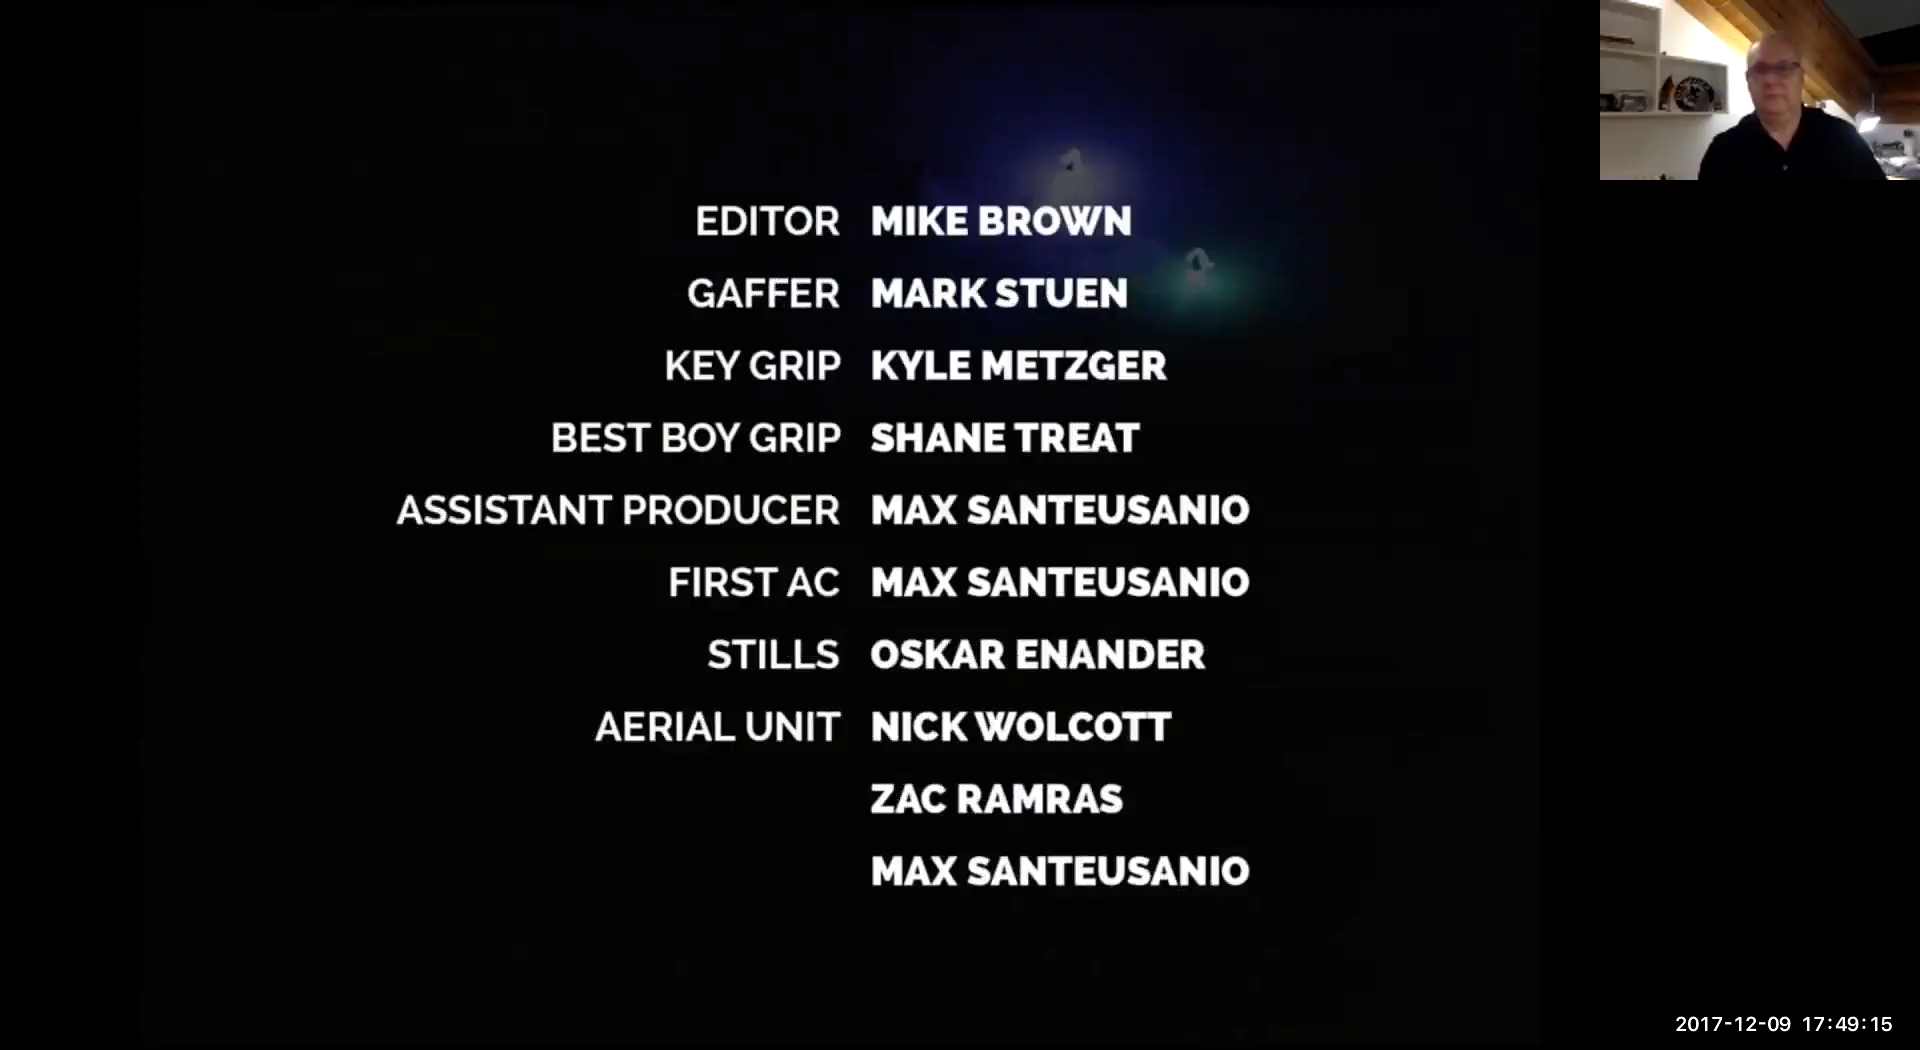 EDITOR MIKE BROWN
GAFFER MARK STUEN
KEY GRIP KYLE METZGER
BEST BOY GRIP SHANE TREAT
ASSISTANT PRODUCER MAX SANTEUSANIO
FIRST AC MAX SANTEUSANIO
STILLS OSKAR ENANDER
AERIAL UNIT NICK WOLCOTT
ZAC RAMRAS
MAX SANTEUSANIO
2017-12-09 17:49:15